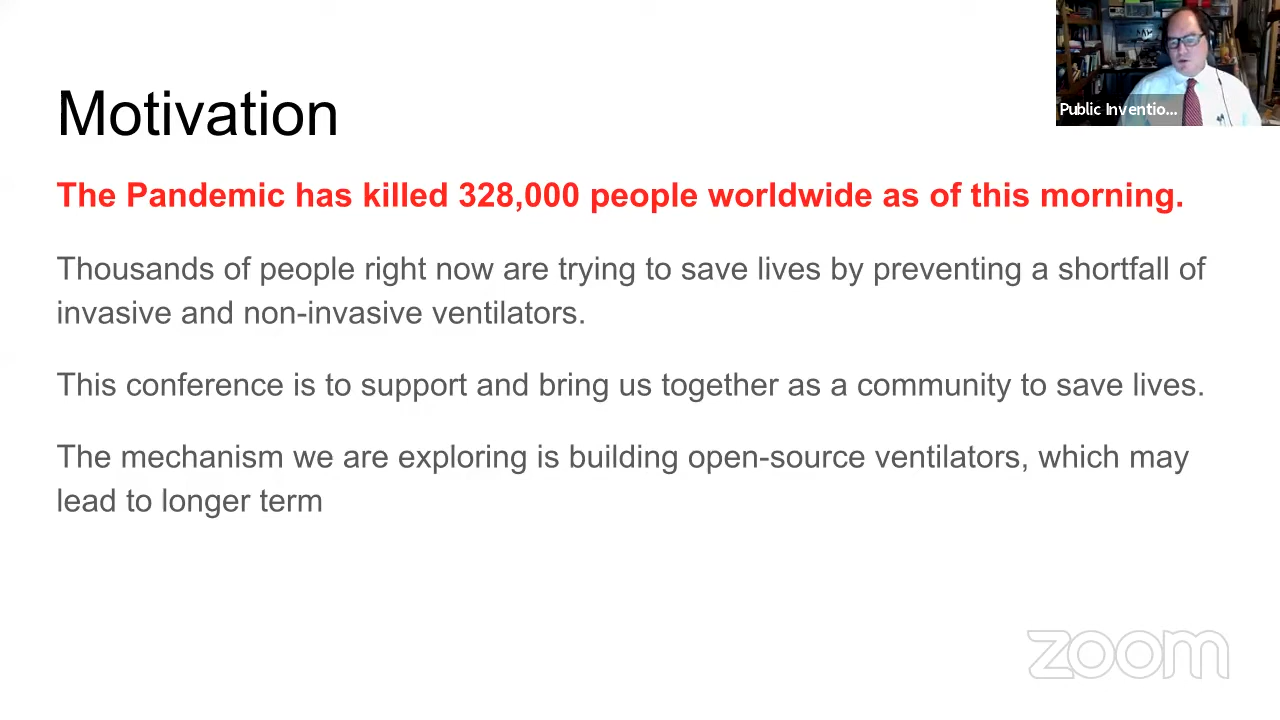 Motivation
Public Inventio...
The Pandemic has killed 328,000 people worldwide as of this morning.
Thousands of people right now are trying to save lives by preventing a shortfall of
invasive and non-invasive ventilators.
This conference is to support and bring us together as a community to save lives.
The mechanism we are exploring is building open-source ventilators, which may
lead to longer term
zoom